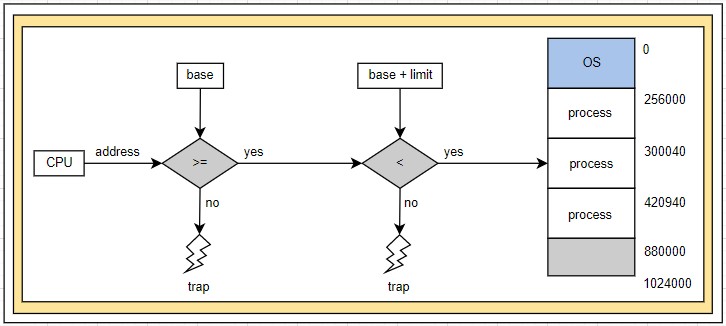 0
OS
base
base + limit
256000
process
address
yes
yes
CPU
>=
<
process
300040
no
no
420940
process
880000
trap
trap
1024000